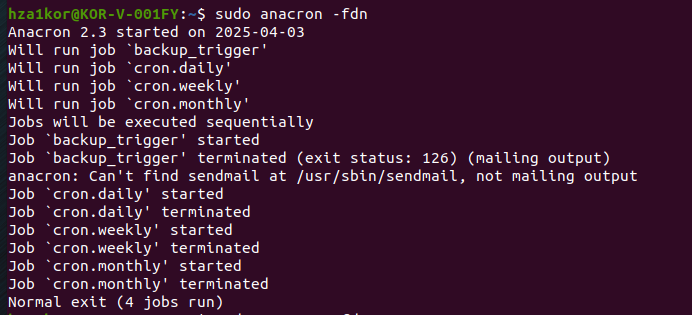 hza1kor@KOR-V-001FY:~$ sudo anacron -fdn
Anacron 2.3 started on 2025-04-03
Will run job `backup_trigger'
Will run job `cron.daily'
Will run job `cron.weekly'
Will run job `cron.monthly'
Jobs will be executed sequentially
Job `backup_trigger' started
Job `backup_trigger' terminated (exit status: 126) (mailing output)
anacron: Can't find sendmail at /usr/sbin/sendmail, not mailing output
Job `cron.daily' started
Job `cron.daily' terminated
Job `cron.weekly' started
Job `cron.weekly' terminated
Job `cron.monthly' started
Job `cron.monthly' terminated
Normal exit (4 jobs run)